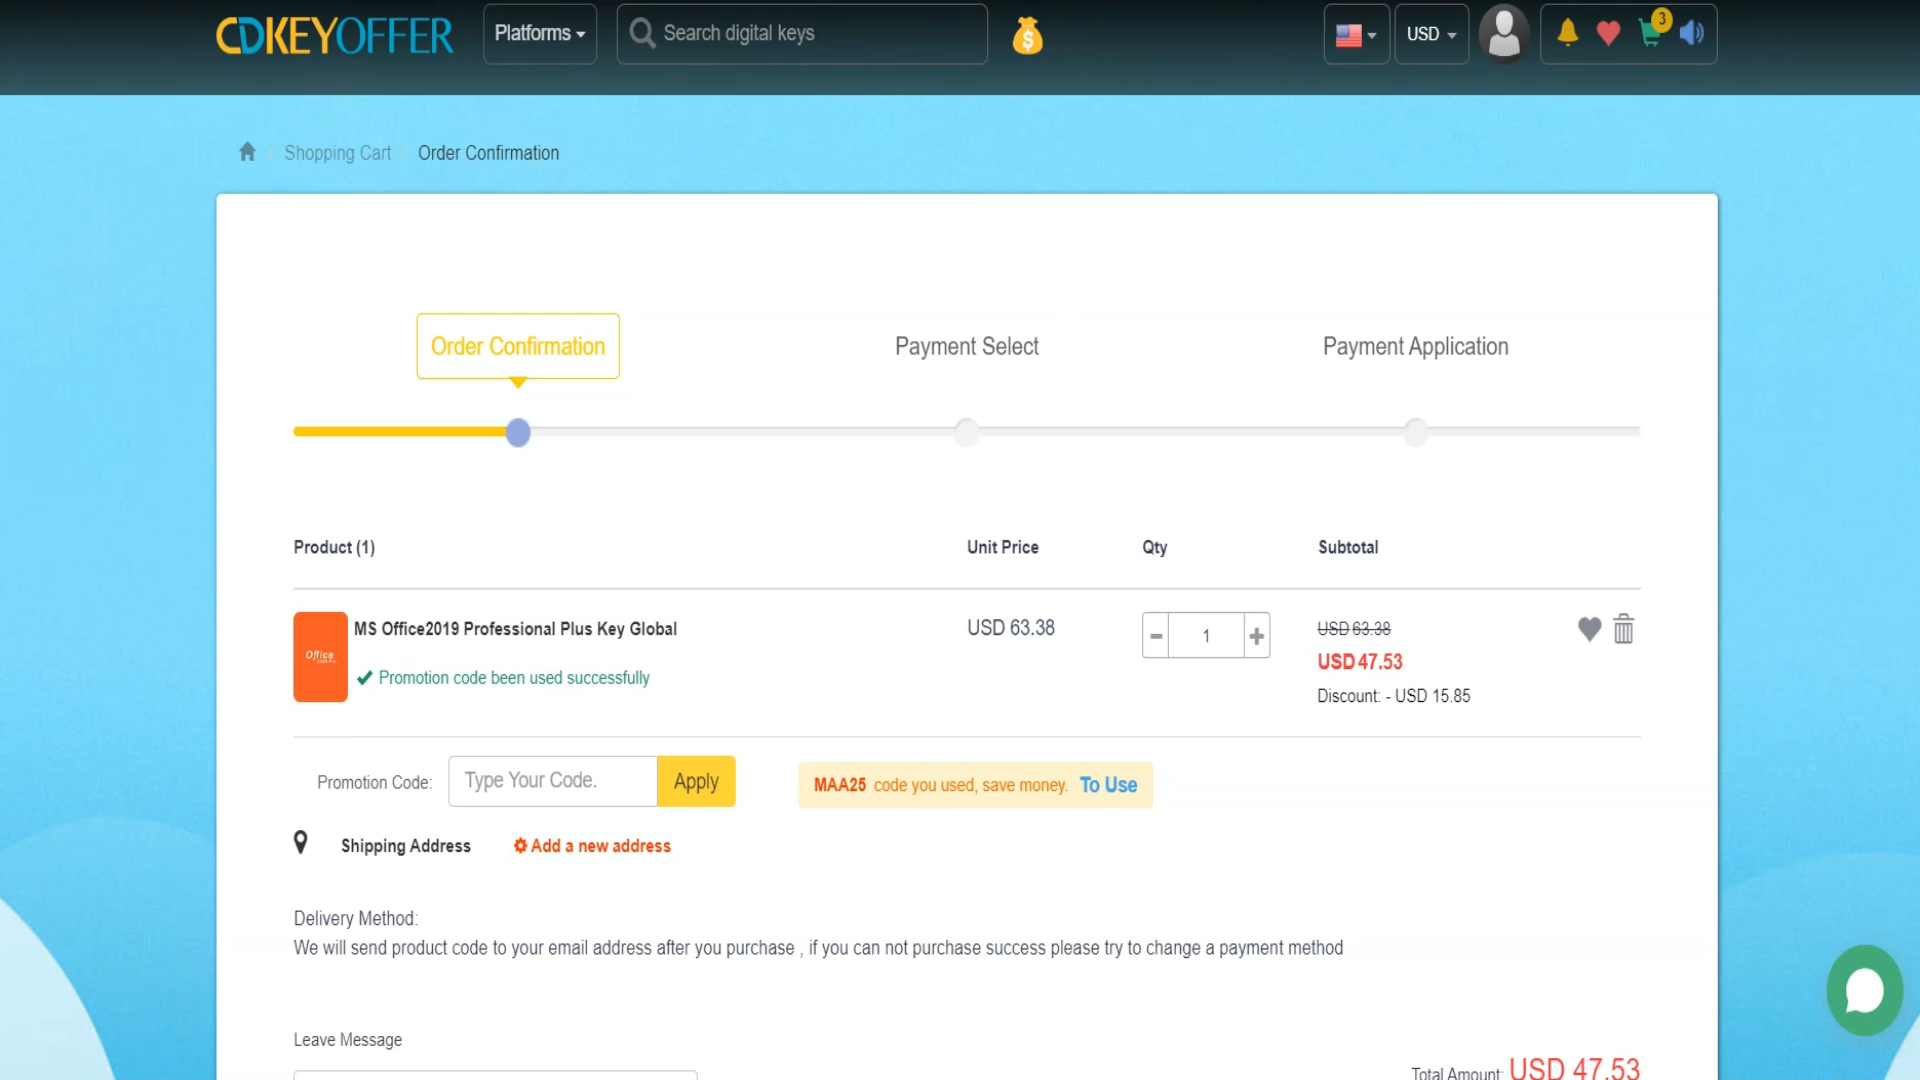 CDKEYOFFER Platforms Search digital keys USD 3
Shopping Cart Order Confirmation
Order Confirmation Payment Select Payment Application
Product (1) Unit Price Qty Subtotal
MS Office2019 Professional Plus Key Global USD 63.38 1 USD 63.38
Office
USD 47.53
Promotion code been used successfully Discount: - USD 15.85
Promotion Code: Type Your Code. Apply MAA25 code you used, save money. To Use
Shipping Address Add a new address
Delivery Method:
We will send product code to your email address after you purchase , if you can not purchase success please try to change a payment method
Leave Message
Total Amount: USD 47.53